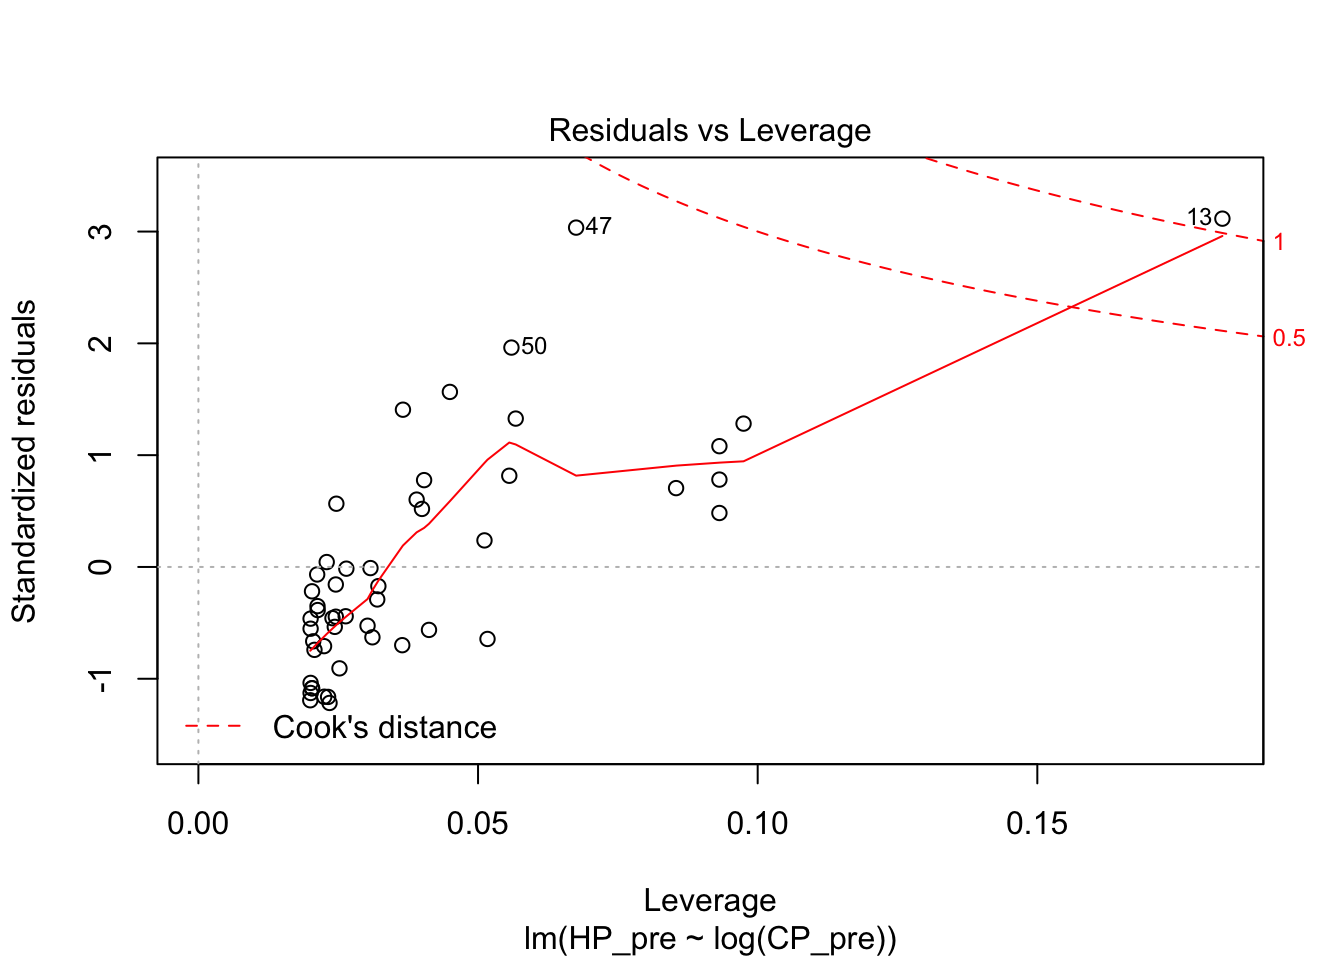 Residuals vs Leverage
Standardized residuals
3
2
1
0
-1
47
50
13
1
0.5
Cook's distance
0.00
0.05
0.10
0.15
Leverage
lm(HP_pre ~ log(CP_pre))